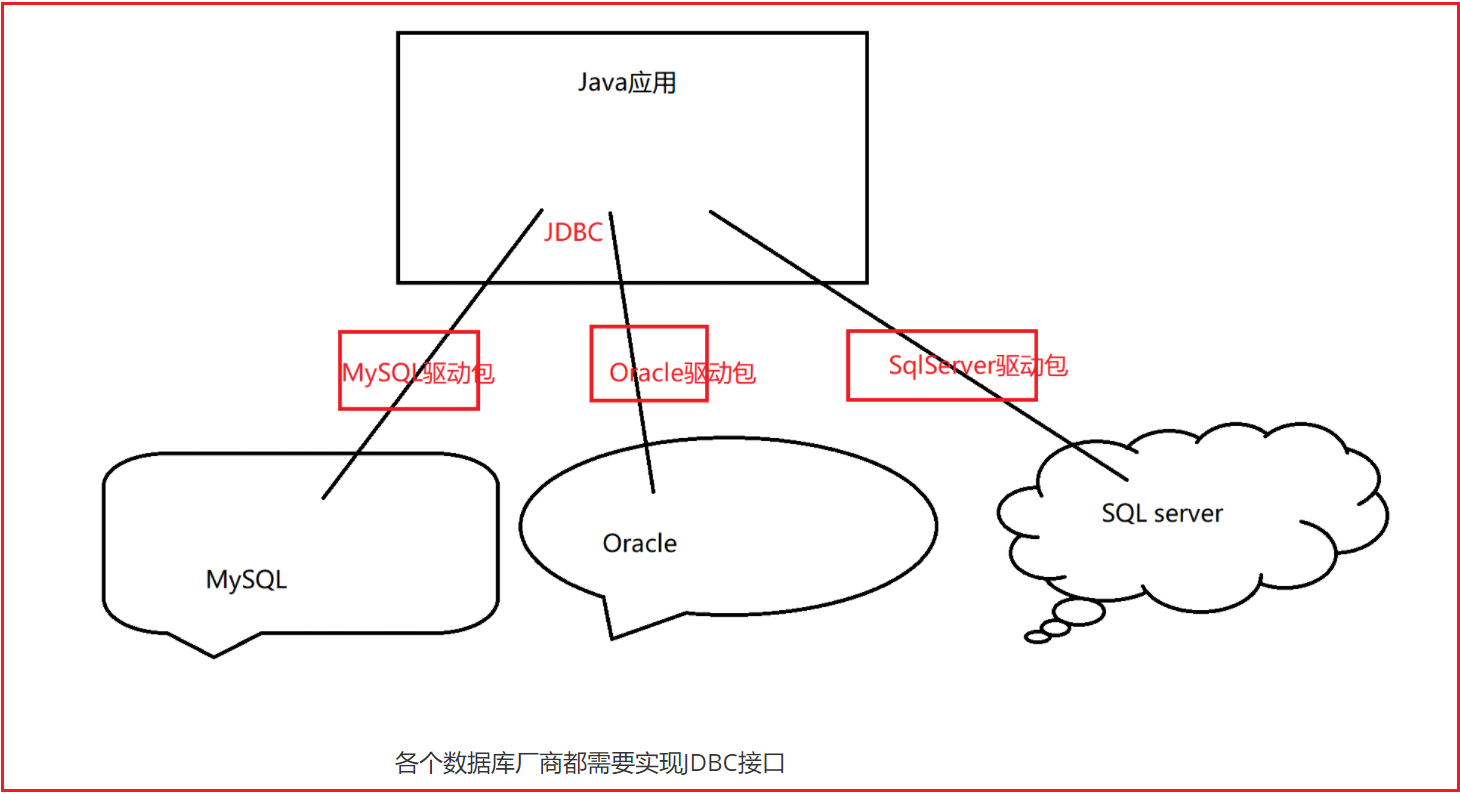 Java应用
JDBC
MySQL驱动包
Oracle驱动包
SqlServer驱动包
MySQL
Oracle
SQL server
各个数据库厂商都需要实现JDBC接口